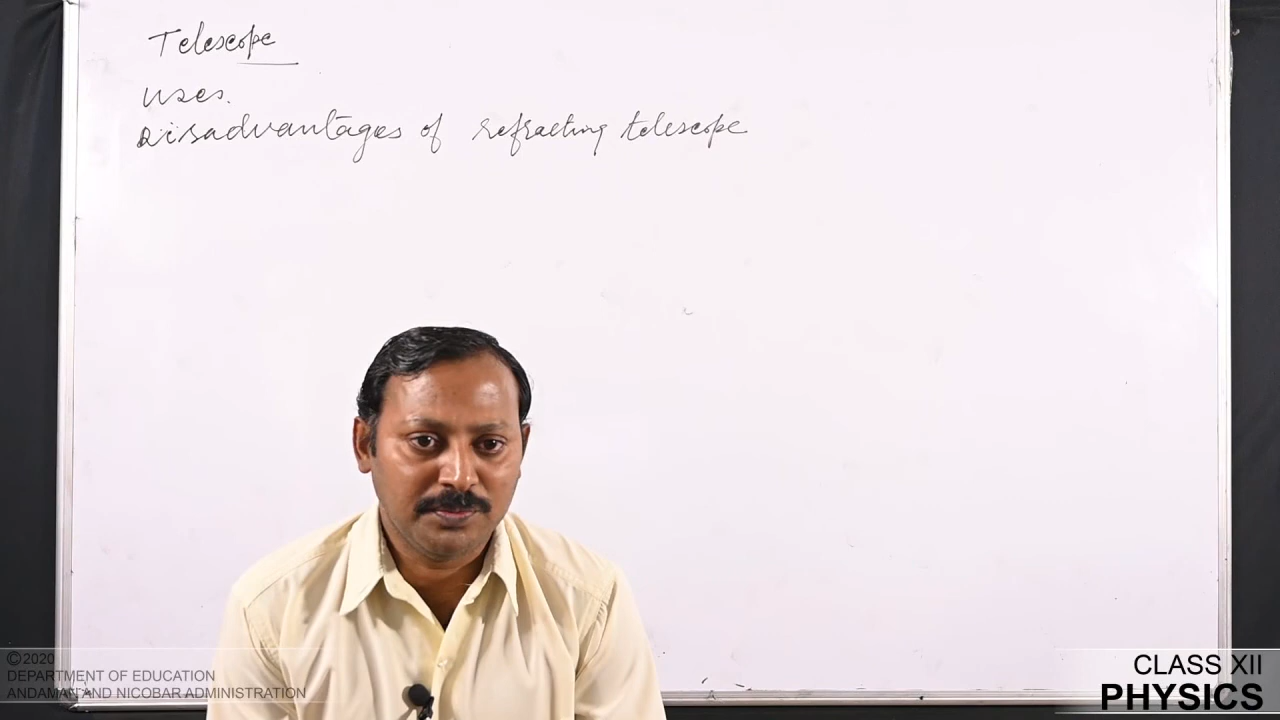 Telescope
uses.
Disadvantages of refracting telescope
©2020
DEPARTMENT OF EDUCATION
ANDAMAN AND NICOBAR ADMINISTRATION
CLASS XII
PHYSICS